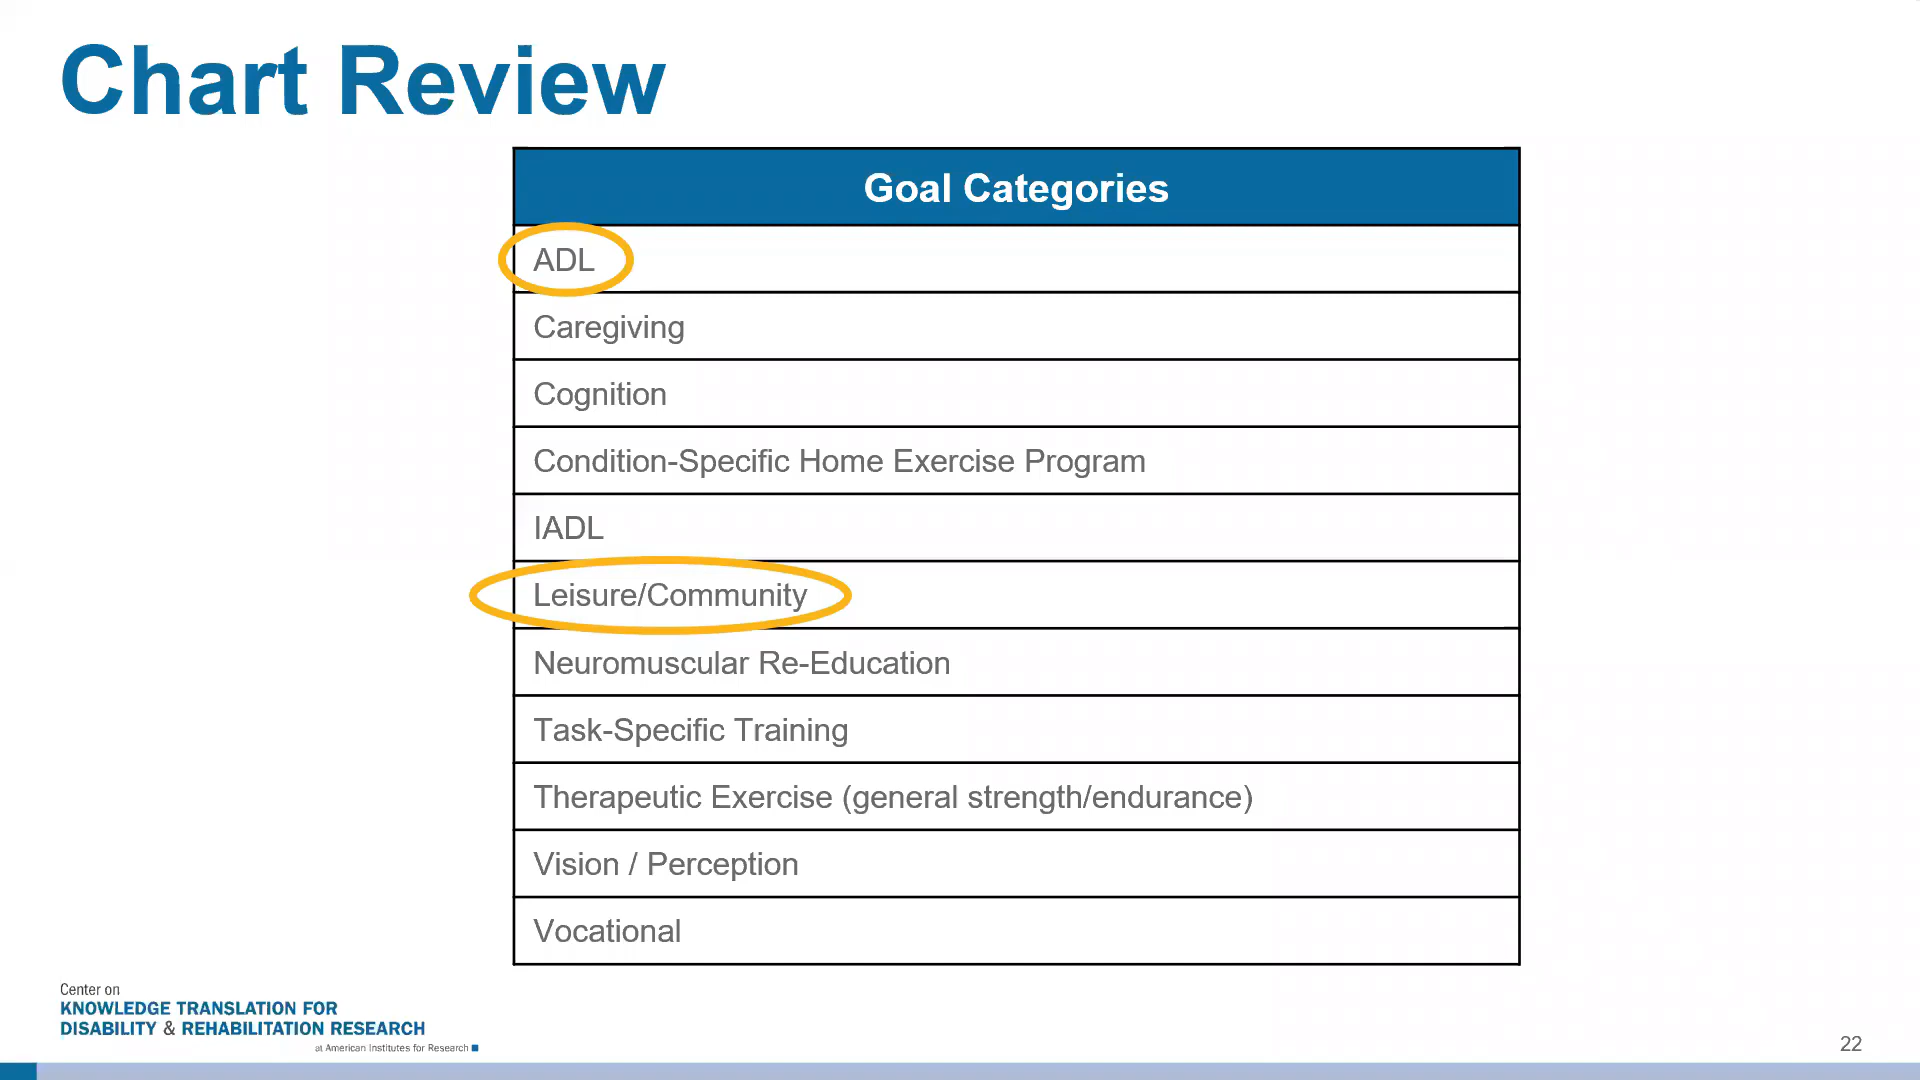 Chart Review
Goal Categories
ADL
Caregiving
Cognition
Condition-Specific Home Exercise Program
IADL
Leisure/Community
Neuromuscular Re-Education
Task-Specific Training
Therapeutic Exercise (general strength/endurance)
Vision / Perception
Vocational
Center on
KNOWLEDGE TRANSLATION FOR
DISABILITY & REHABILITATION RESEARCH
at American Institutes for Research
22